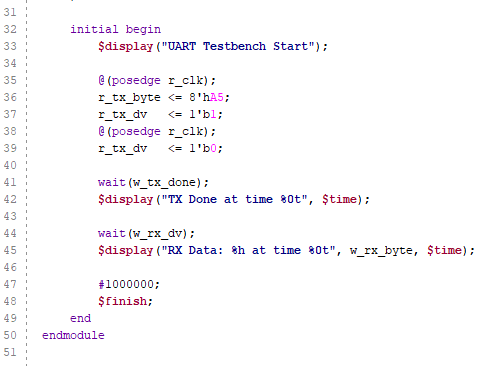 31
32 initial begin
33 $display("UART Testbench Start");
34
35 @(posedge r_clk);
36 r_tx_byte <= 8'hA5;
37 r_tx_dv <= 1'b1;
38 @(posedge r_clk);
39 r_tx_dv <= 1'b0;
40
41 wait(w_tx_done);
42 $display("TX Done at time %0t", $time);
43
44 wait(w_rx_dv);
45 $display("RX Data: %h at time %0t", w_rx_byte, $time);
46
47 #1000000;
48 $finish;
49 end
50 endmodule
51